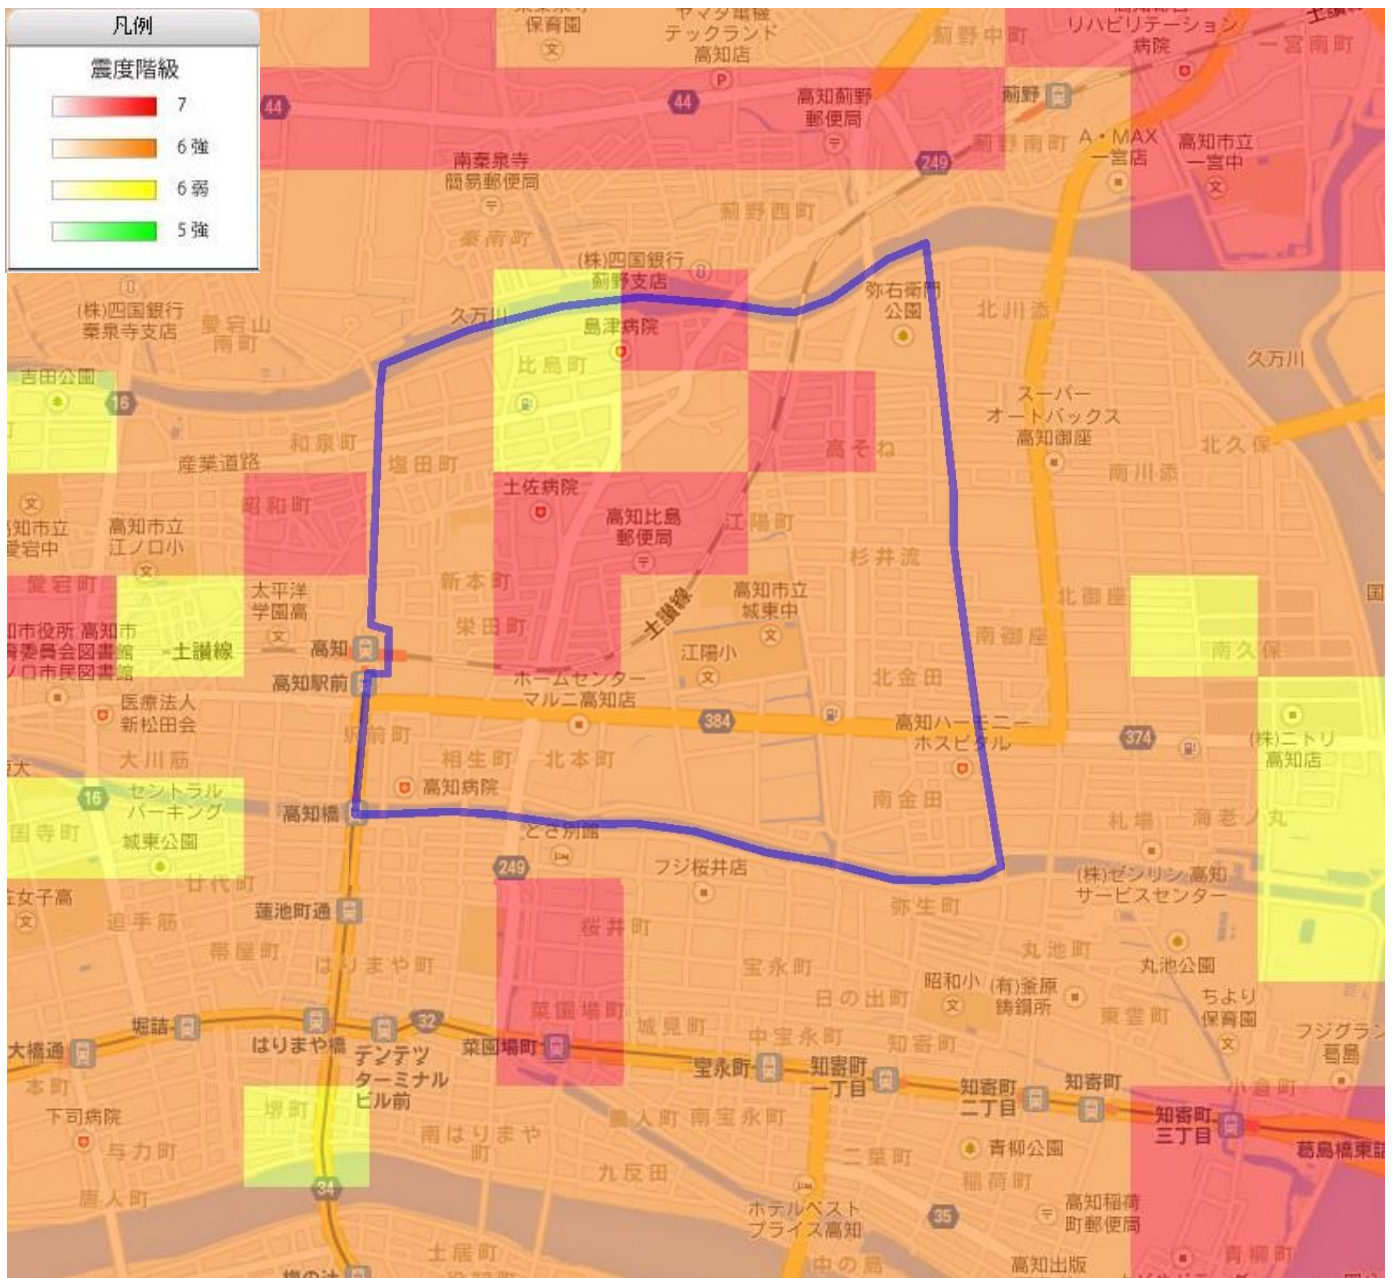 凡例
震度階級
7
6強
6弱
5強
保育園
ヤマダ電機
テックランド
高知店
薊野中町
リハビリテーション
病院
一宮南町
44
44
高知薊野
郵便局
薊野
薊野南町
A・MAX
一宮店
高知市立
一宮中
249
南秦泉寺
簡易郵便局
薊野西町
秦南町
(株)四国銀行
薊野支店
(株)四国銀行
秦泉寺支店
愛宕山
南町
久万川
島津病院
弥右衛門
公園
北川添
久万川
吉田公園
16
比島町
スーパー
オートバックス
高知御座
和泉町
産業道路
塩田町
高そね
北久保
南川添
昭和町
土佐病院
高知比島
郵便局
江陽町
高知市立
愛宕中
高知市立
江ノ口小
杉井流
愛宕町
太平洋
学園高
新本町
高知市立
城東中
北御座
栄田町
土讃線
土讃線
南御座
南久保
高知
江陽小
高知駅前
ホームセンター
マルニ高知店
北金田
医療法人
新松田会
384
高知ハーモニー
ホスピタル
374
(株)ニトリ
高知店
駅前町
大川筋
相生町
北本町
高知病院
16
セントラル
パーキング
高知橋
南金田
札場
海老ノ丸
城東公園
とさ別館
249
フジ桜井店
(株)ゼンリン 高知
サービスセンター
廿代町
佐女子高
追手筋
蓮池町通
桜井町
弥生町
帯屋町
はりまや町
宝永町
丸池町
丸池公園
昭和小
(有)釜原
鋳鋼所
日の出町
ちより
保育園
東雲町
菜園場町
城見町
中宝永町
知寄町
フジグラン
葛島
堀詰
はりまや橋
32
デンテツ
ターミナル
ビル前
菜園場町
大橋通
宝永町
知寄町
一丁目
知寄町
二丁目
知寄町
小倉町
知寄町
三丁目
葛島橋東詰
本町
下司病院
堺町
農人町
南宝永町
与力町
南はりまや
町
青柳公園
二葉町
九反田
稲荷町
唐人町
34
ホテルベスト
プライス高知
35
高知稲荷
町郵便局
土居町
中の島
高知出版
青柳町